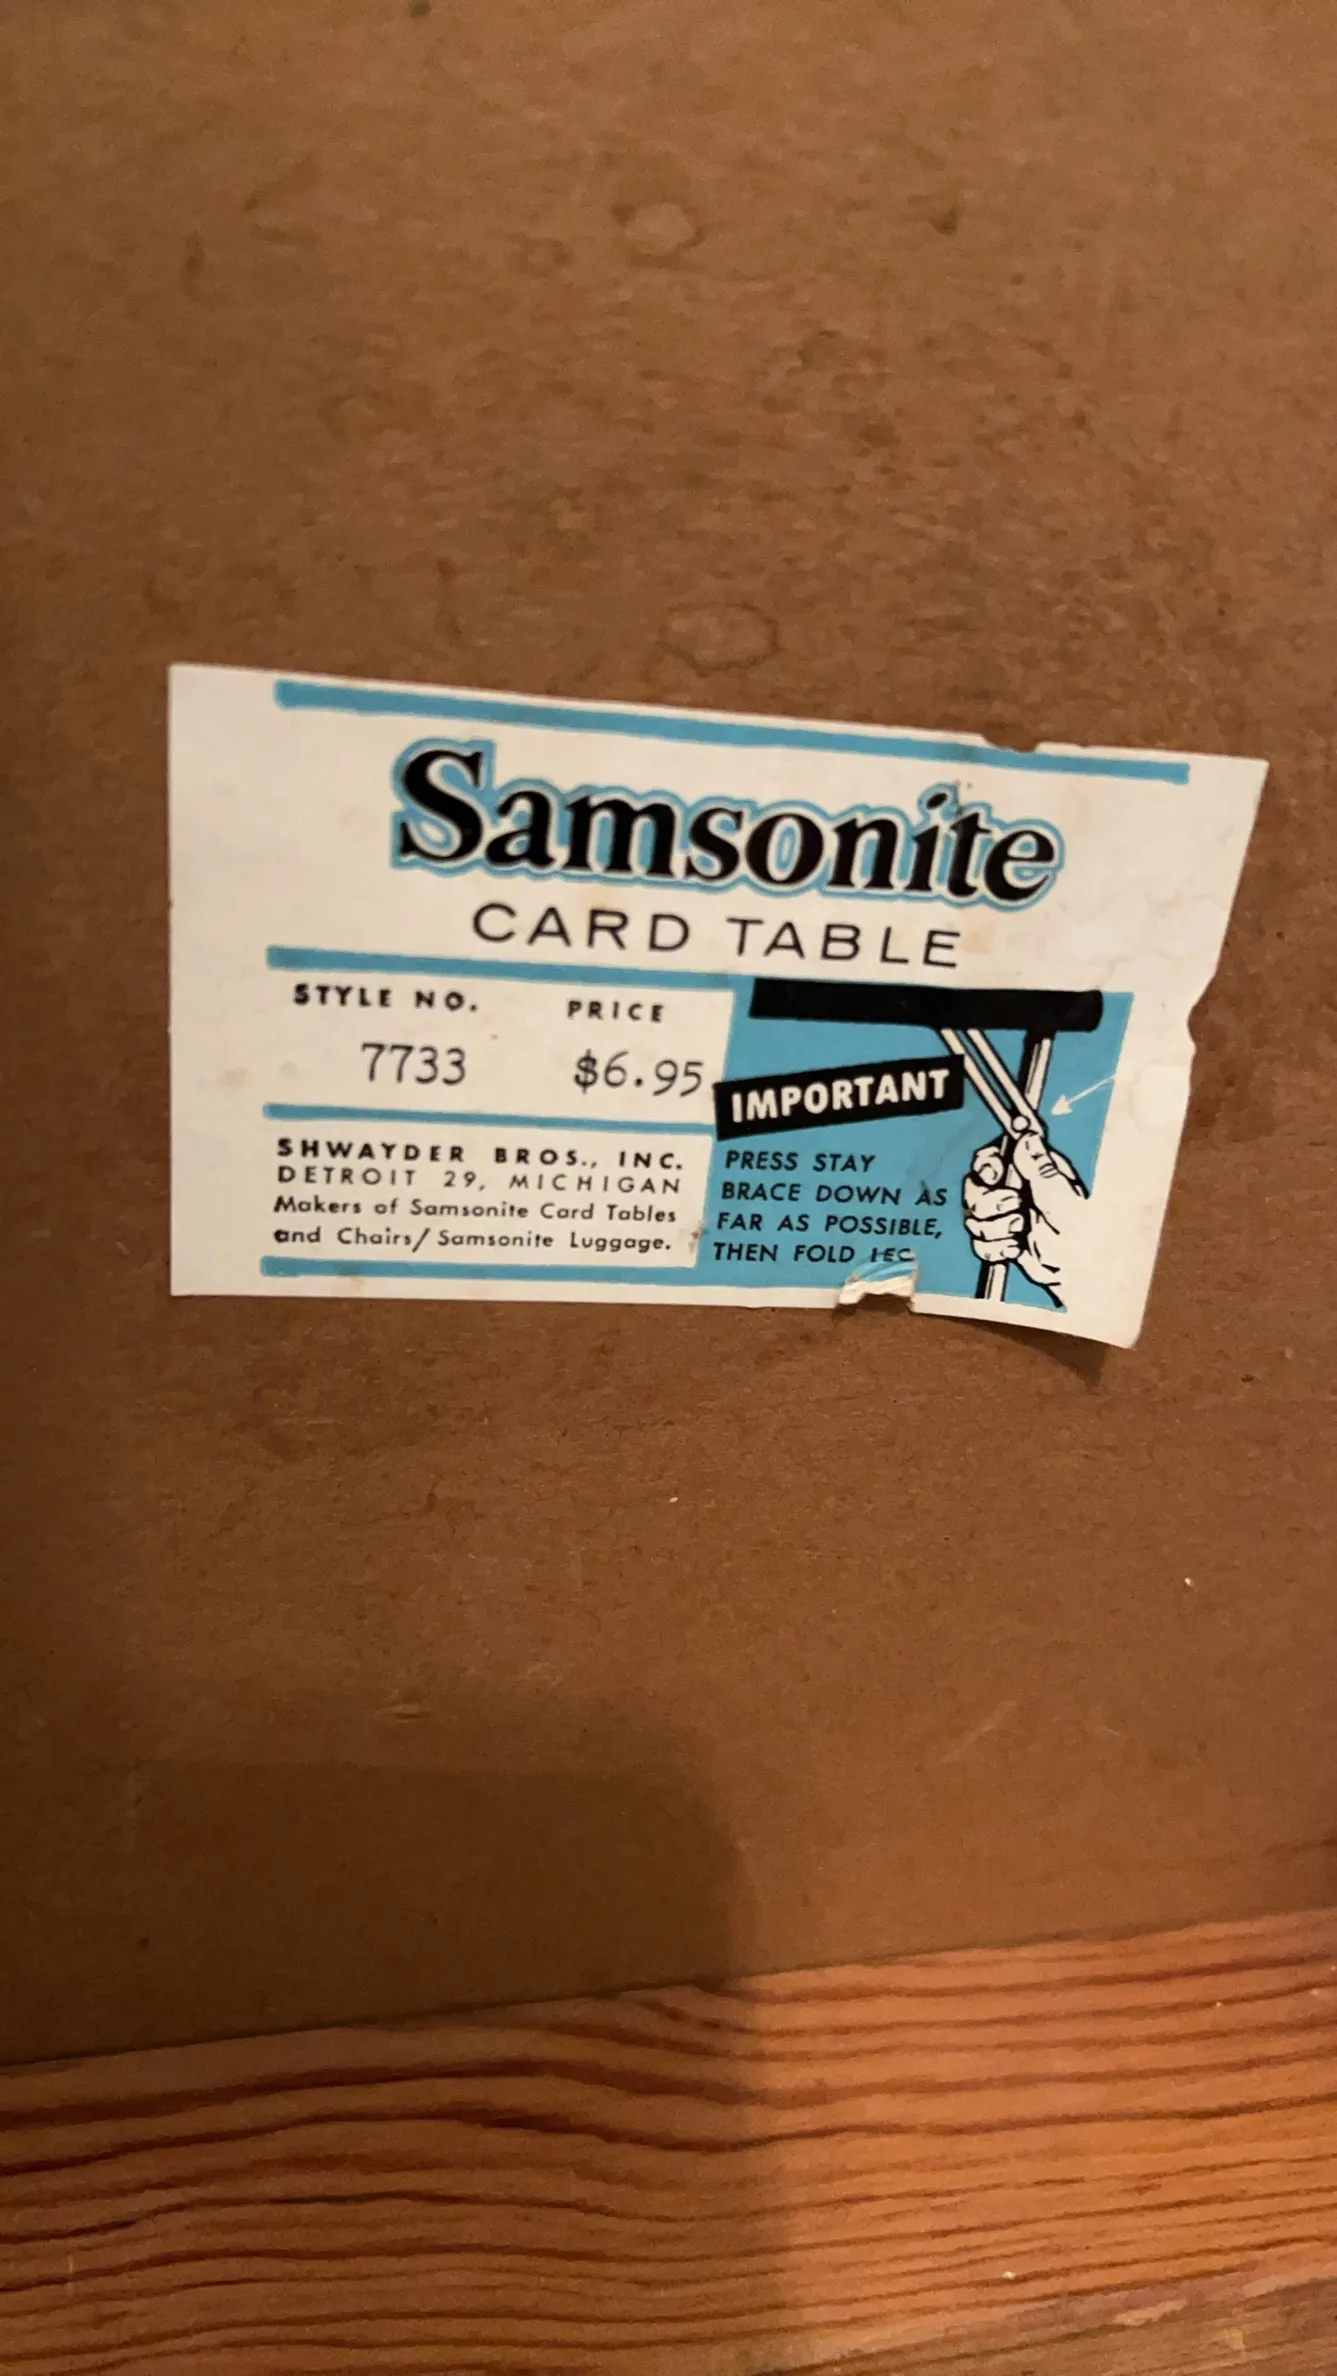 Samsonite
CARD TABLE
STYLE NO. PRICE
7733 $6.95
SHWAYDER BROS., INC.
DETROIT 29, MICHIGAN
Makers of Samsonite Card Tables
and Chairs/Samsonite Luggage.
IMPORTANT
PRESS STAY
BRACE DOWN AS
FAR AS POSSIBLE,
THEN FOLD LEG